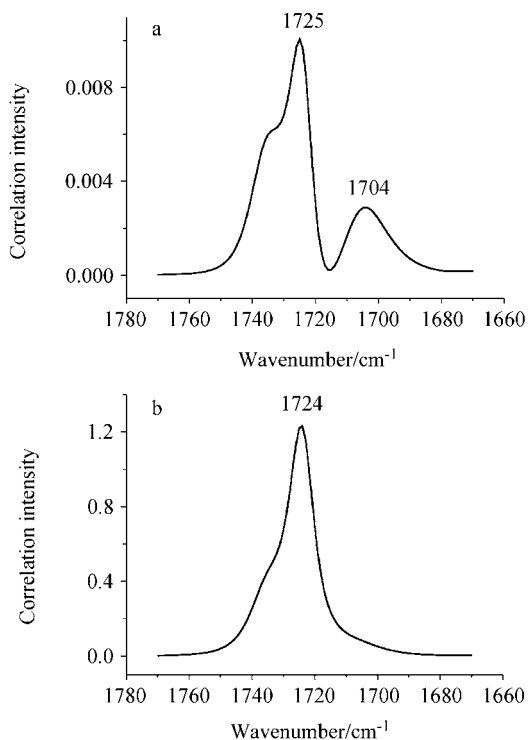 a
1725
1704
Correlation intensity
0.008
0.004
0.000
1780 1760 1740 1720 1700 1680 1660
Wavenumber/cm⁻¹
b
1724
Correlation intensity
1.2
0.8
0.4
0.0
1780 1760 1740 1720 1700 1680 1660
Wavenumber/cm⁻¹